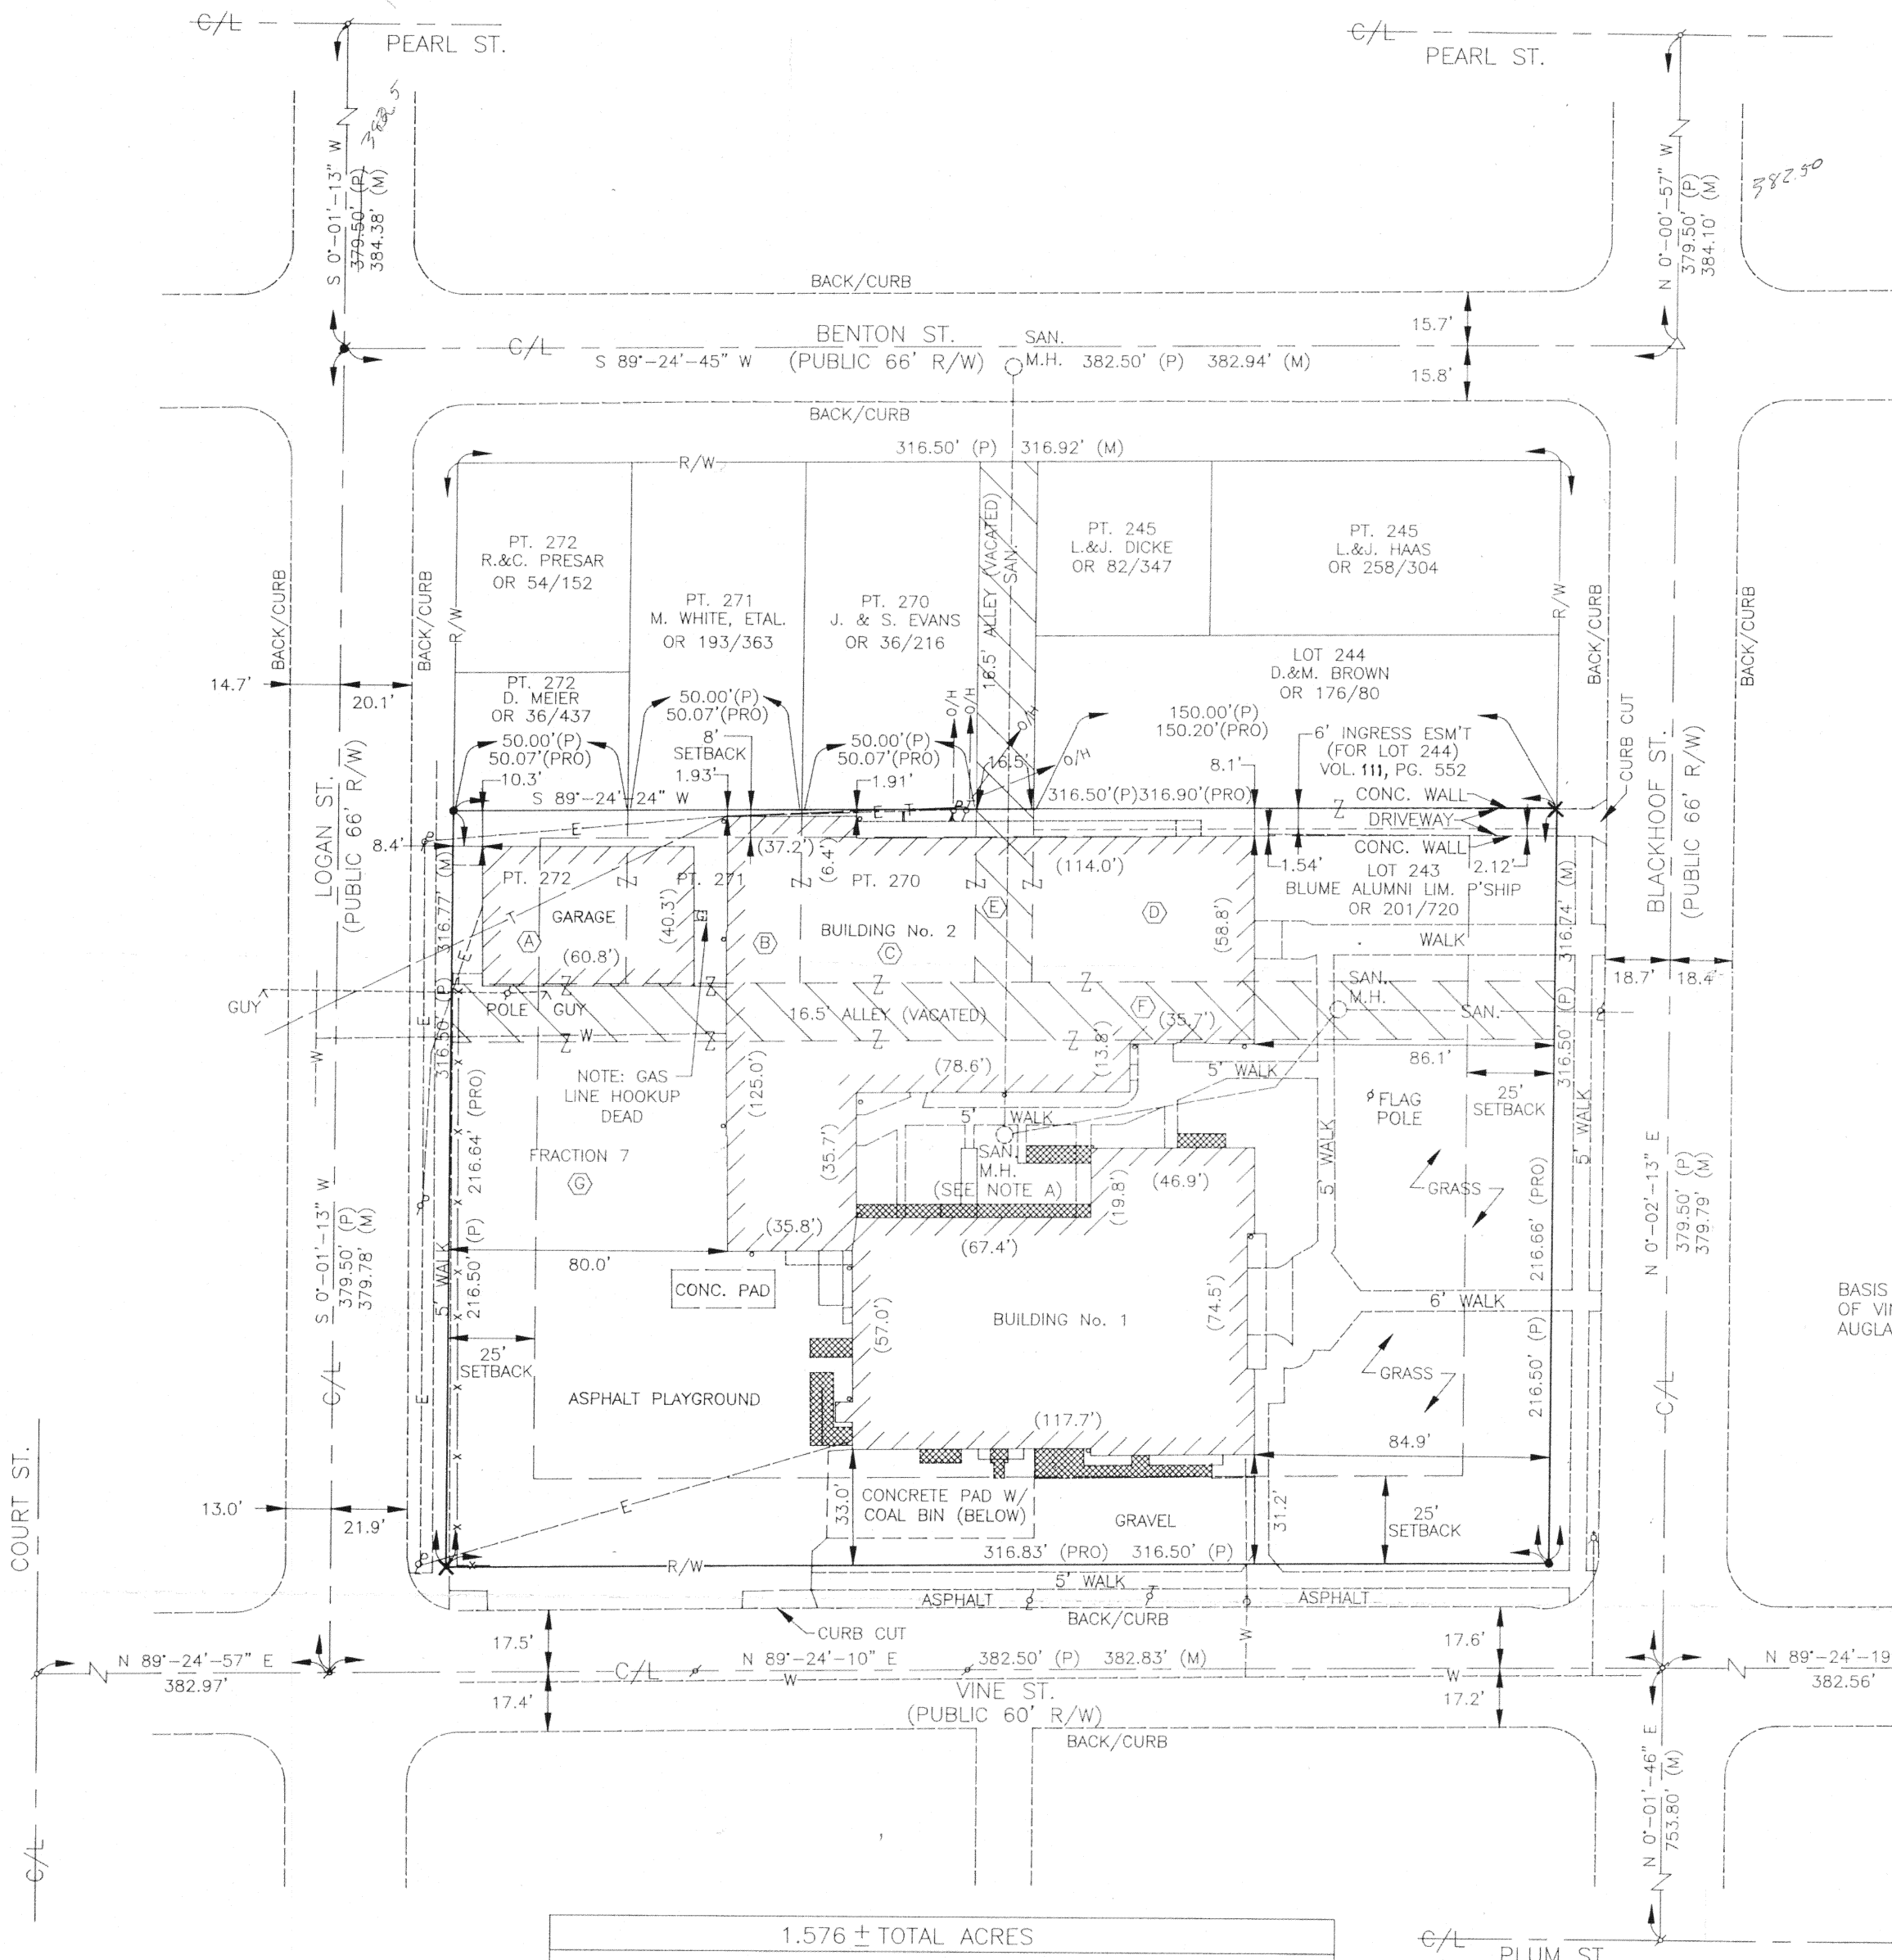 C/L
PEARL ST.
C/L
PEARL ST.
S 0°-01'-13" W
379.50' (P)
384.38' (M)
382.5
N 0°-00'-57" W
379.50' (P)
384.10' (M)
382.50
BACK/CURB
15.7'
C/L
BENTON ST.
SAN.
M.H.
S 89°-24'-45" W
(PUBLIC 66' R/W)
382.50' (P) 382.94' (M)
15.8'
BACK/CURB
316.50' (P) 316.92' (M)
R/W
PT. 272
R.&C. PRESAR
OR 54/152
PT. 271
M. WHITE, ETAL.
OR 193/363
PT. 270
J. & S. EVANS
OR 36/216
16.5' ALLEY (VACATED)
SAN.
PT. 245
L.&J. DICKE
OR 82/347
PT. 245
L.&J. HAAS
OR 258/304
BACK/CURB
BACK/CURB
R/W
R/W
BACK/CURB
BACK/CURB
LOT 244
D.&M. BROWN
OR 176/80
14.7'
20.1'
PT. 272
D. MEIER
OR 36/437
50.00'(P)
50.07'(PRO)
50.00'(P)
50.07'(PRO)
8'
SETBACK
50.00'(P)
50.07'(PRO)
O/H
O/H
O/H
O/H
16.5'
150.00'(P)
150.20'(PRO)
6' INGRESS ESM'T
(FOR LOT 244)
VOL. 111, PG. 552
CURB CUT
10.3'
S 89°-24'-24" W
1.93'
1.91'
8.1'
316.50'(P)316.90'(PRO)
CONC. WALL
DRIVEWAY
CONC. WALL
E
E
T
P
Z
8.4'
LOGAN ST.
(PUBLIC 66' R/W)
BLACKHOOF ST.
(PUBLIC 66' R/W)
(37.2')
(6.4')
(114.0')
1.54'
2.12'
LOT 243
BLUME ALUMNI LIM. P'SHIP
OR 201/720
PT. 272
PT. 271
PT. 270
GARAGE
(40.3')
G
A
B
BUILDING No. 2
C
E
D
(58.8')
(60.8')
316.50' (P) 316.77' (M)
316.50' (P) 316.74' (M)
WALK
18.7'
18.4'
SAN.
M.H.
SAN.
GUY
POLE
GUY
T
E
E
Z
Z
16.5' ALLEY (VACATED)
F
(35.7')
W
W
NOTE: GAS
LINE HOOKUP
DEAD
(125.0')
(78.6')
(13.8')
86.1'
5' WALK
25'
SETBACK
FLAG
POLE
5' WALK
FRACTION 7
G
(35.7')
5' WALK
SAN.
M.H.
(SEE NOTE A)
(19.8')
(46.9')
5' WALK
GRASS
216.64' (PRO)
216.50' (P)
216.66' (PRO)
216.50' (P)
S 0°-01'-13" W
379.50' (P)
379.78' (M)
N 0°-02'-13" E
379.50' (P)
379.79' (M)
5' WALK
(35.8')
(67.4')
80.0'
CONC. PAD
(57.0')
BUILDING No. 1
(74.5')
6' WALK
BASIS
OF VIN
AUGLA
25'
SETBACK
ASPHALT PLAYGROUND
GRASS
C/L
C/L
E
(117.7')
84.9'
COURT ST.
13.0'
21.9'
E
33.0'
CONCRETE PAD W/
COAL BIN (BELOW)
GRAVEL
31.2'
25'
SETBACK
R/W
316.83' (PRO) 316.50' (P)
5' WALK
ASPHALT
ASPHALT
BACK/CURB
CURB CUT
17.5'
17.6'
W
N 89°-24'-57" E
382.97'
C/L
N 89°-24'-10" E
382.50' (P) 382.83' (M)
N 89°-24'-19
382.56'
W
W
VINE ST.
(PUBLIC 60' R/W)
17.4'
17.2'
BACK/CURB
N 0°-01'-46" E
753.80' (M)
C/L
1.576 ± TOTAL ACRES
C/L
PLUM ST.